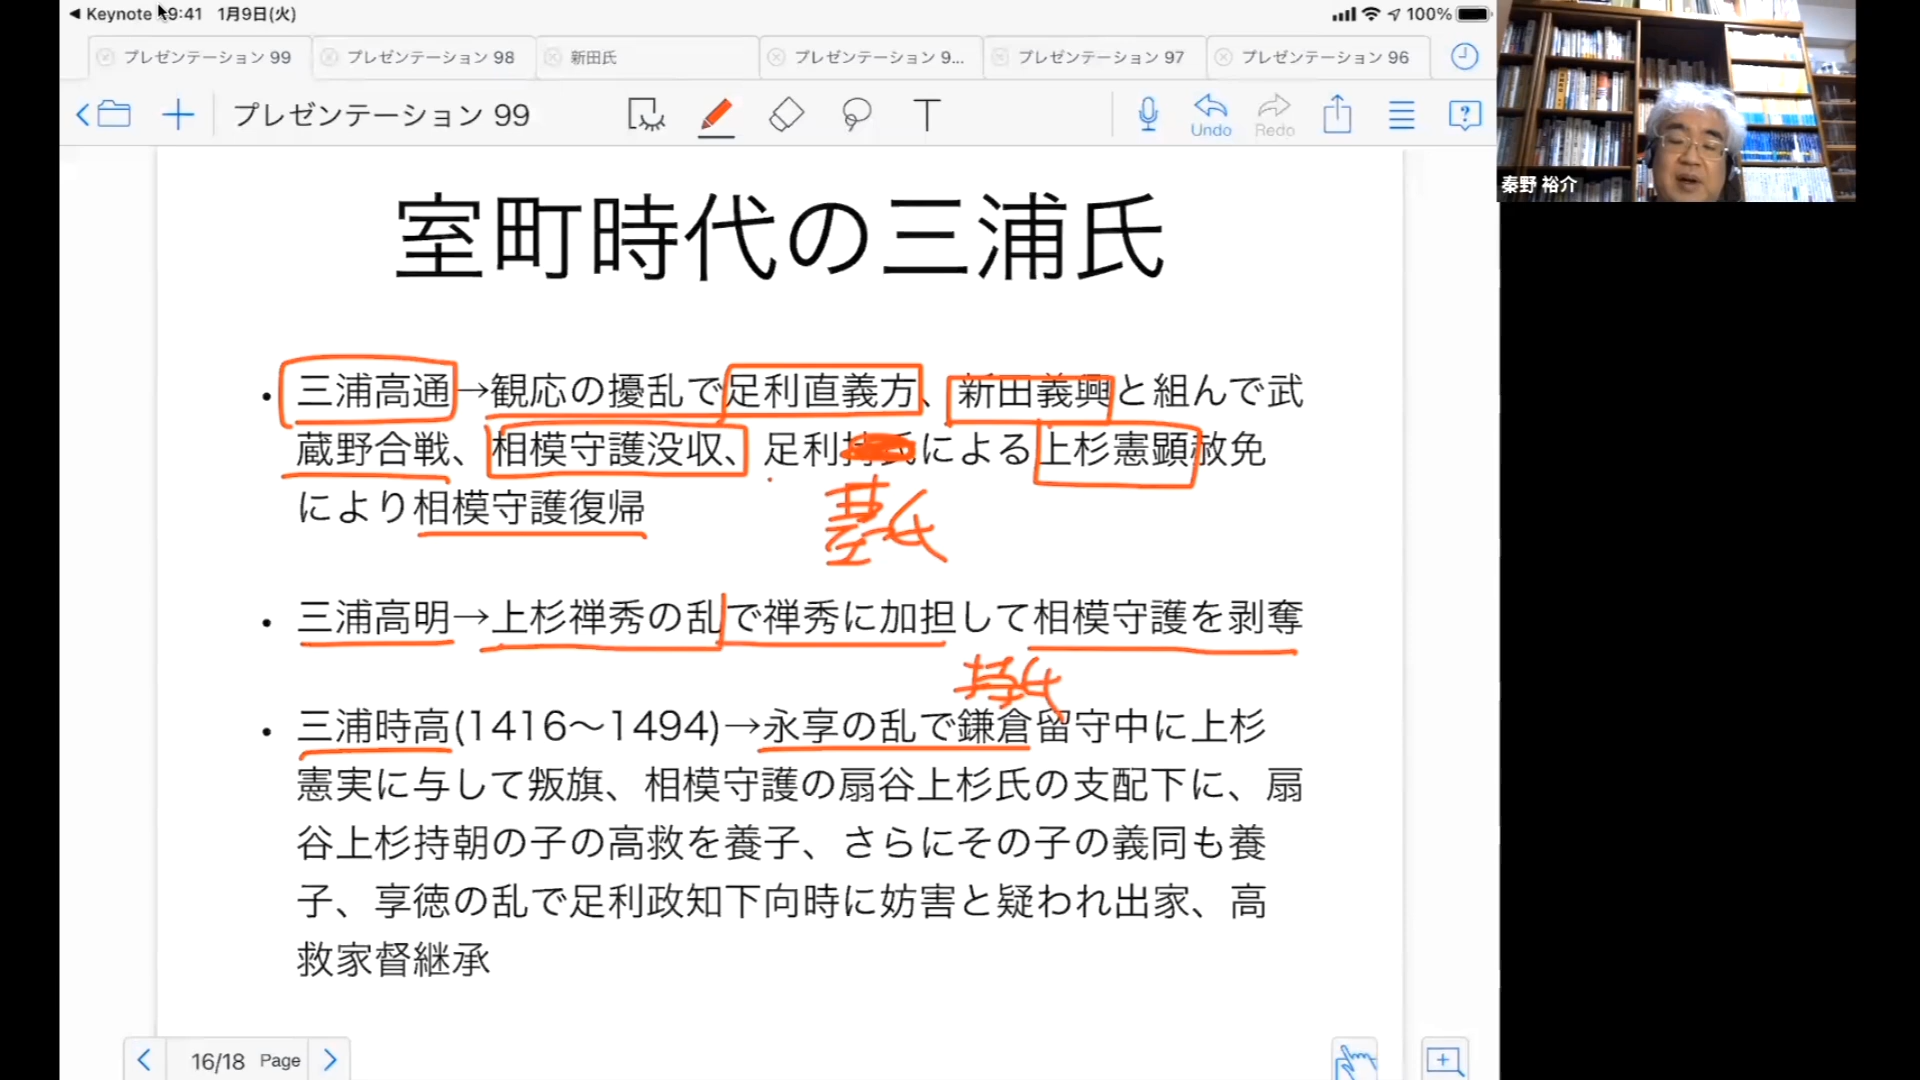 Keynote 9:41 1月9日(火) 100%
プレゼンテーション 99 プレゼンテーション 98 新田氏 プレゼンテーション 9... プレゼンテーション 97 プレゼンテーション 96
プレゼンテーション 99 T Undo Redo
秦野 裕介
室町時代の三浦氏
• 三浦高通→観応の擾乱で足利直義方、新田義興と組んで武
蔵野合戦、相模守護没収、足利持氏による上杉憲顕赦免
基氏
により相模守護復帰
• 三浦高明→上杉禅秀の乱で禅秀に加担して相模守護を剥奪
持氏
• 三浦時高(1416〜1494)→永享の乱で鎌倉留守中に上杉
憲実に与して叛旗、相模守護の扇谷上杉氏の支配下に、扇
谷上杉持朝の子の高救を養子、さらにその子の義同も養
子、享徳の乱で足利政知下向時に妨害と疑われ出家、高
救家督継承
16/18 Page